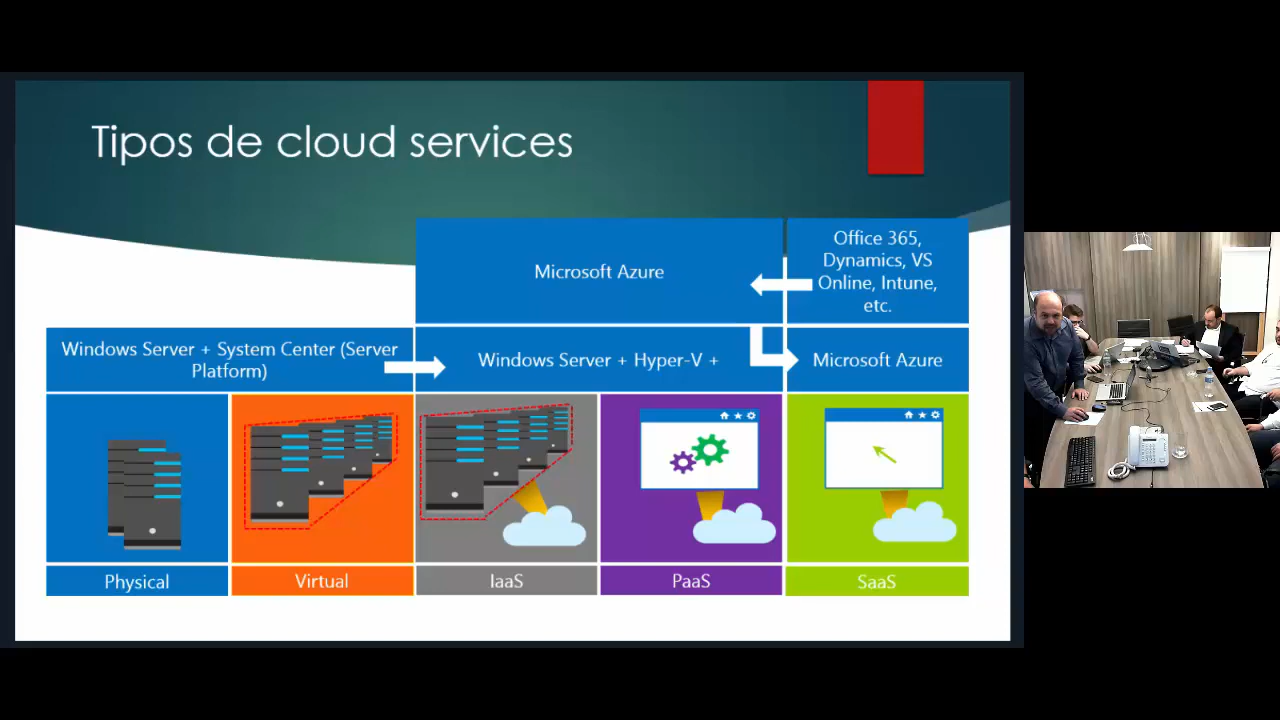 Tipos de cloud services
Microsoft Azure
Office 365,
Dynamics, VS
Online, Intune,
etc.
Windows Server + System Center (Server
Platform)
Windows Server + Hyper-V +
Microsoft Azure
Physical
Virtual
IaaS
PaaS
SaaS